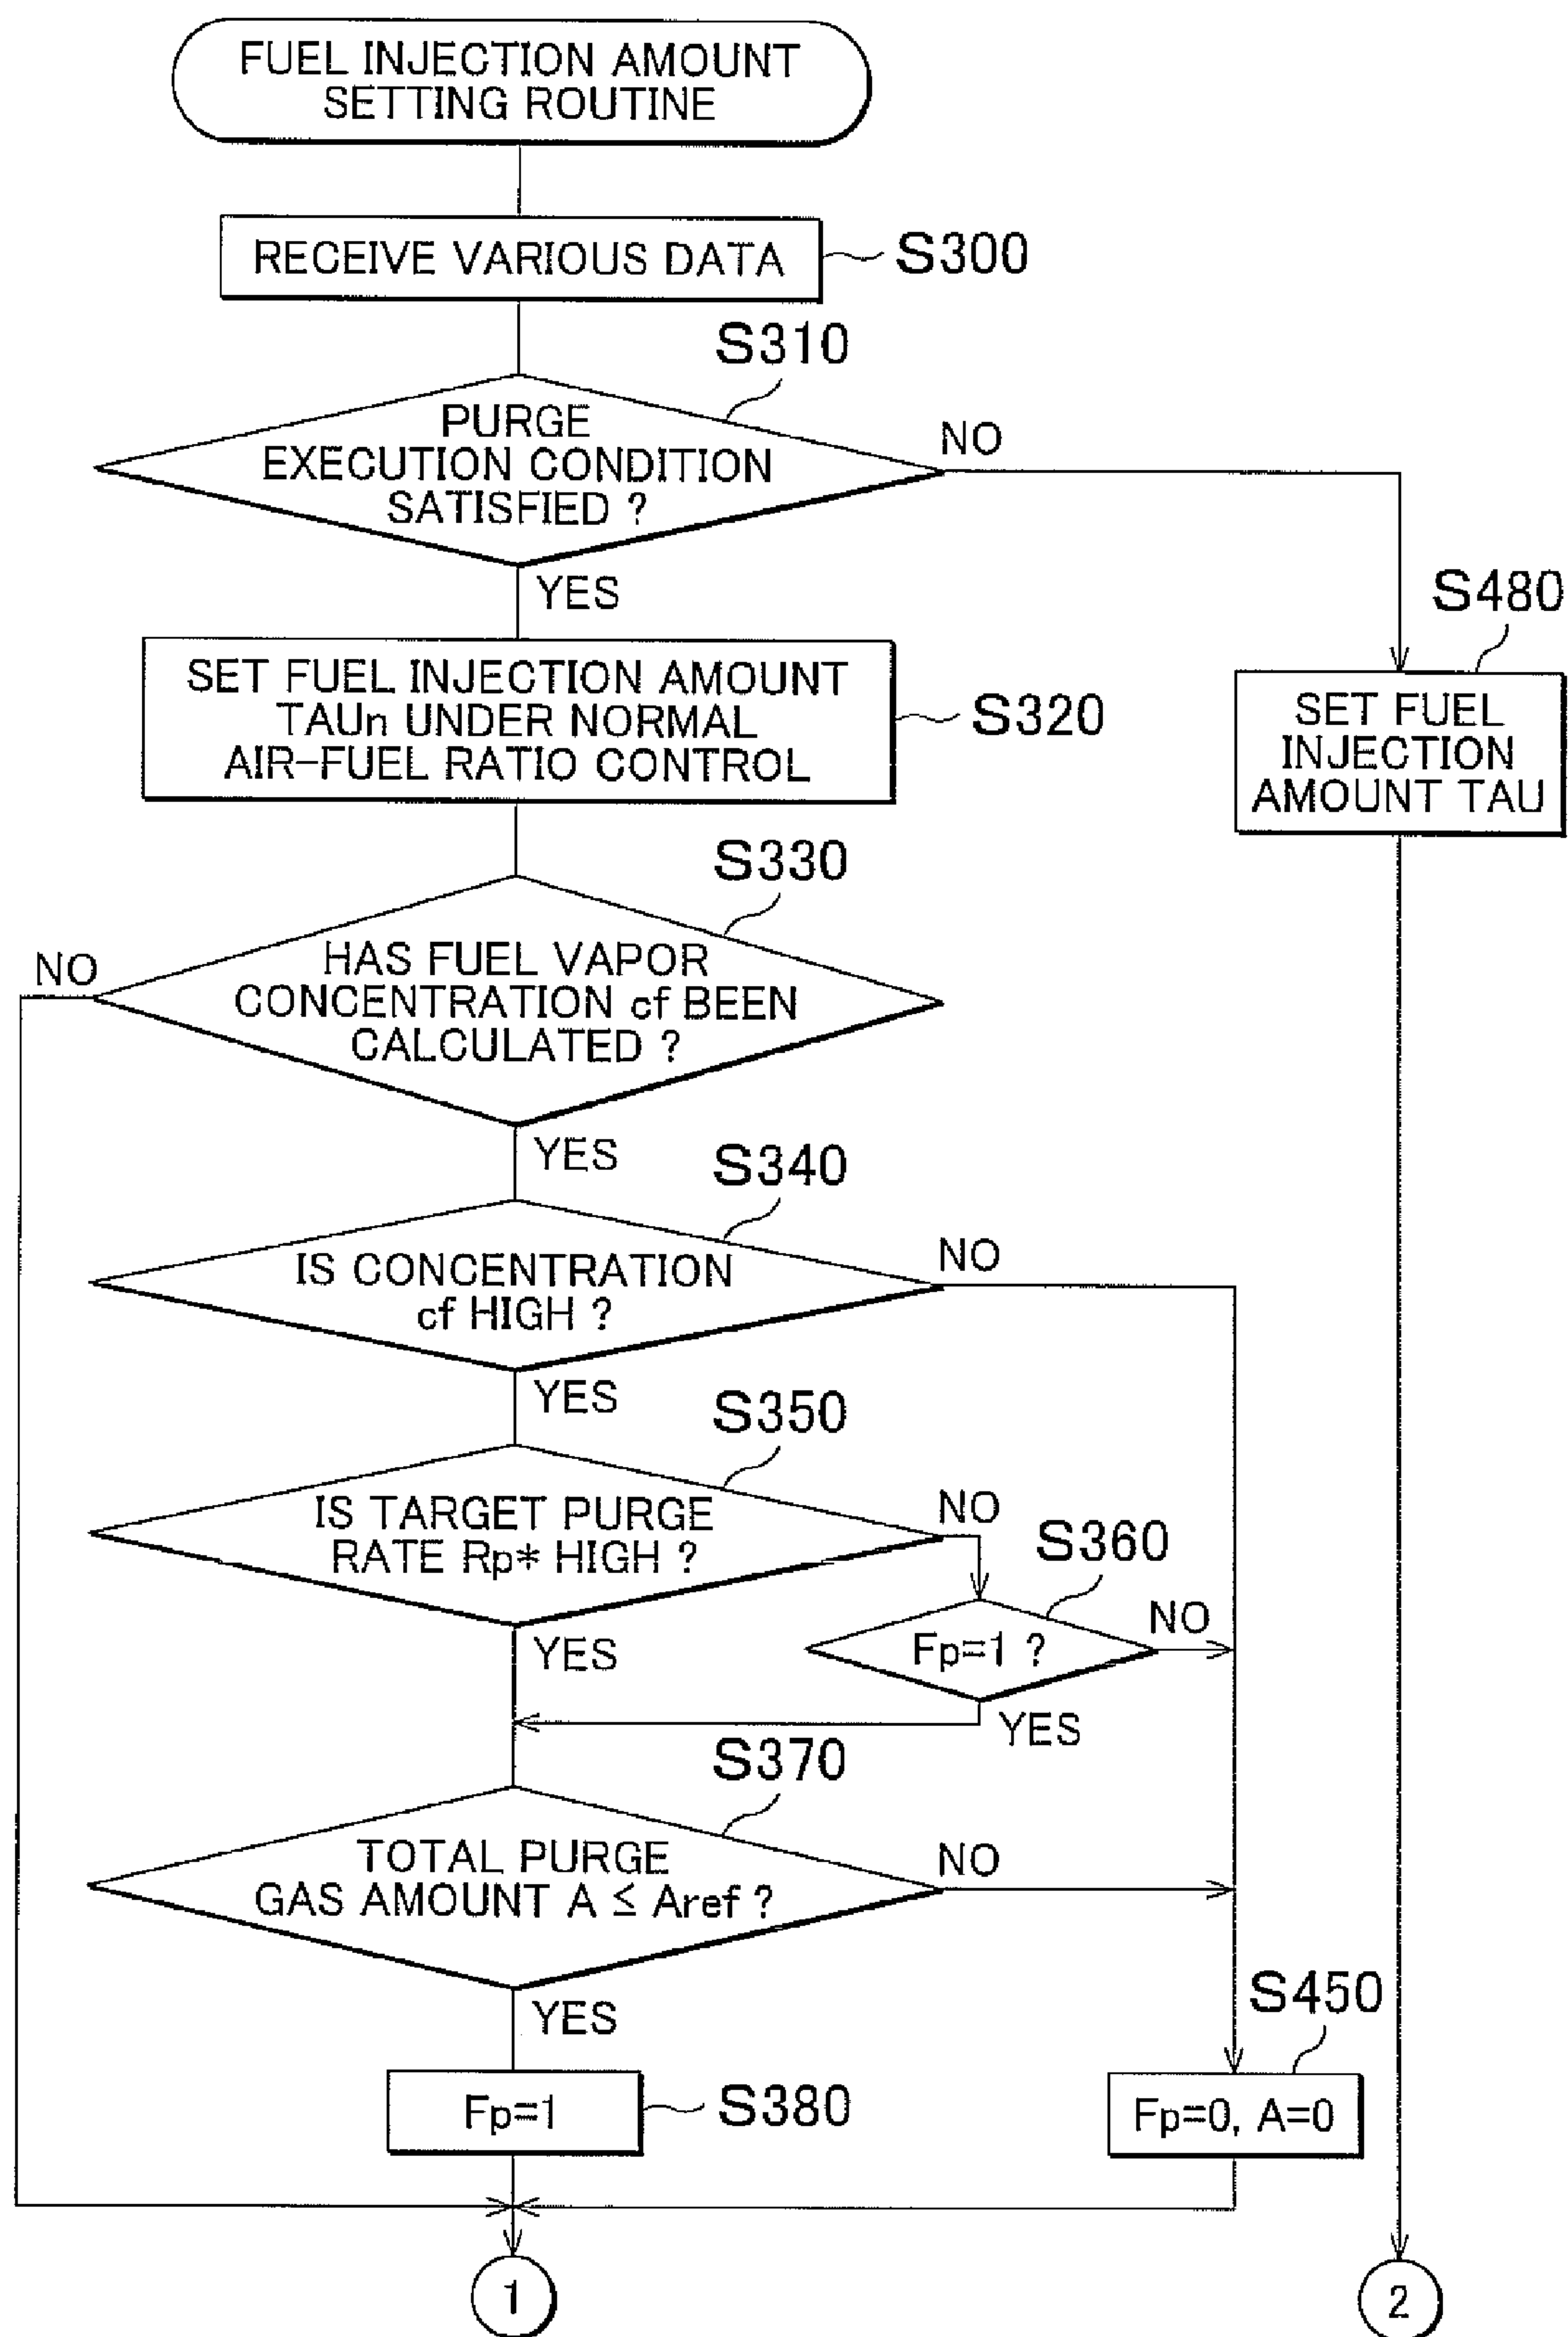 FUEL INJECTION AMOUNT
SETTING ROUTINE
RECEIVE VARIOUS DATA
S300
S310
PURGE
EXECUTION CONDITION
SATISFIED ?
NO
YES
S480
SET FUEL INJECTION AMOUNT
TAUn UNDER NORMAL
AIR-FUEL RATIO CONTROL
S320
SET FUEL
INJECTION
AMOUNT TAU
S330
NO
HAS FUEL VAPOR
CONCENTRATION cf BEEN
CALCULATED ?
YES
S340
IS CONCENTRATION
cf HIGH ?
NO
YES
S350
IS TARGET PURGE
RATE Rp* HIGH ?
NO
S360
YES
Fp=1 ?
NO
YES
S370
TOTAL PURGE
GAS AMOUNT A ≤ Aref ?
NO
YES
S450
Fp=1
S380
Fp=0, A=0
1
2